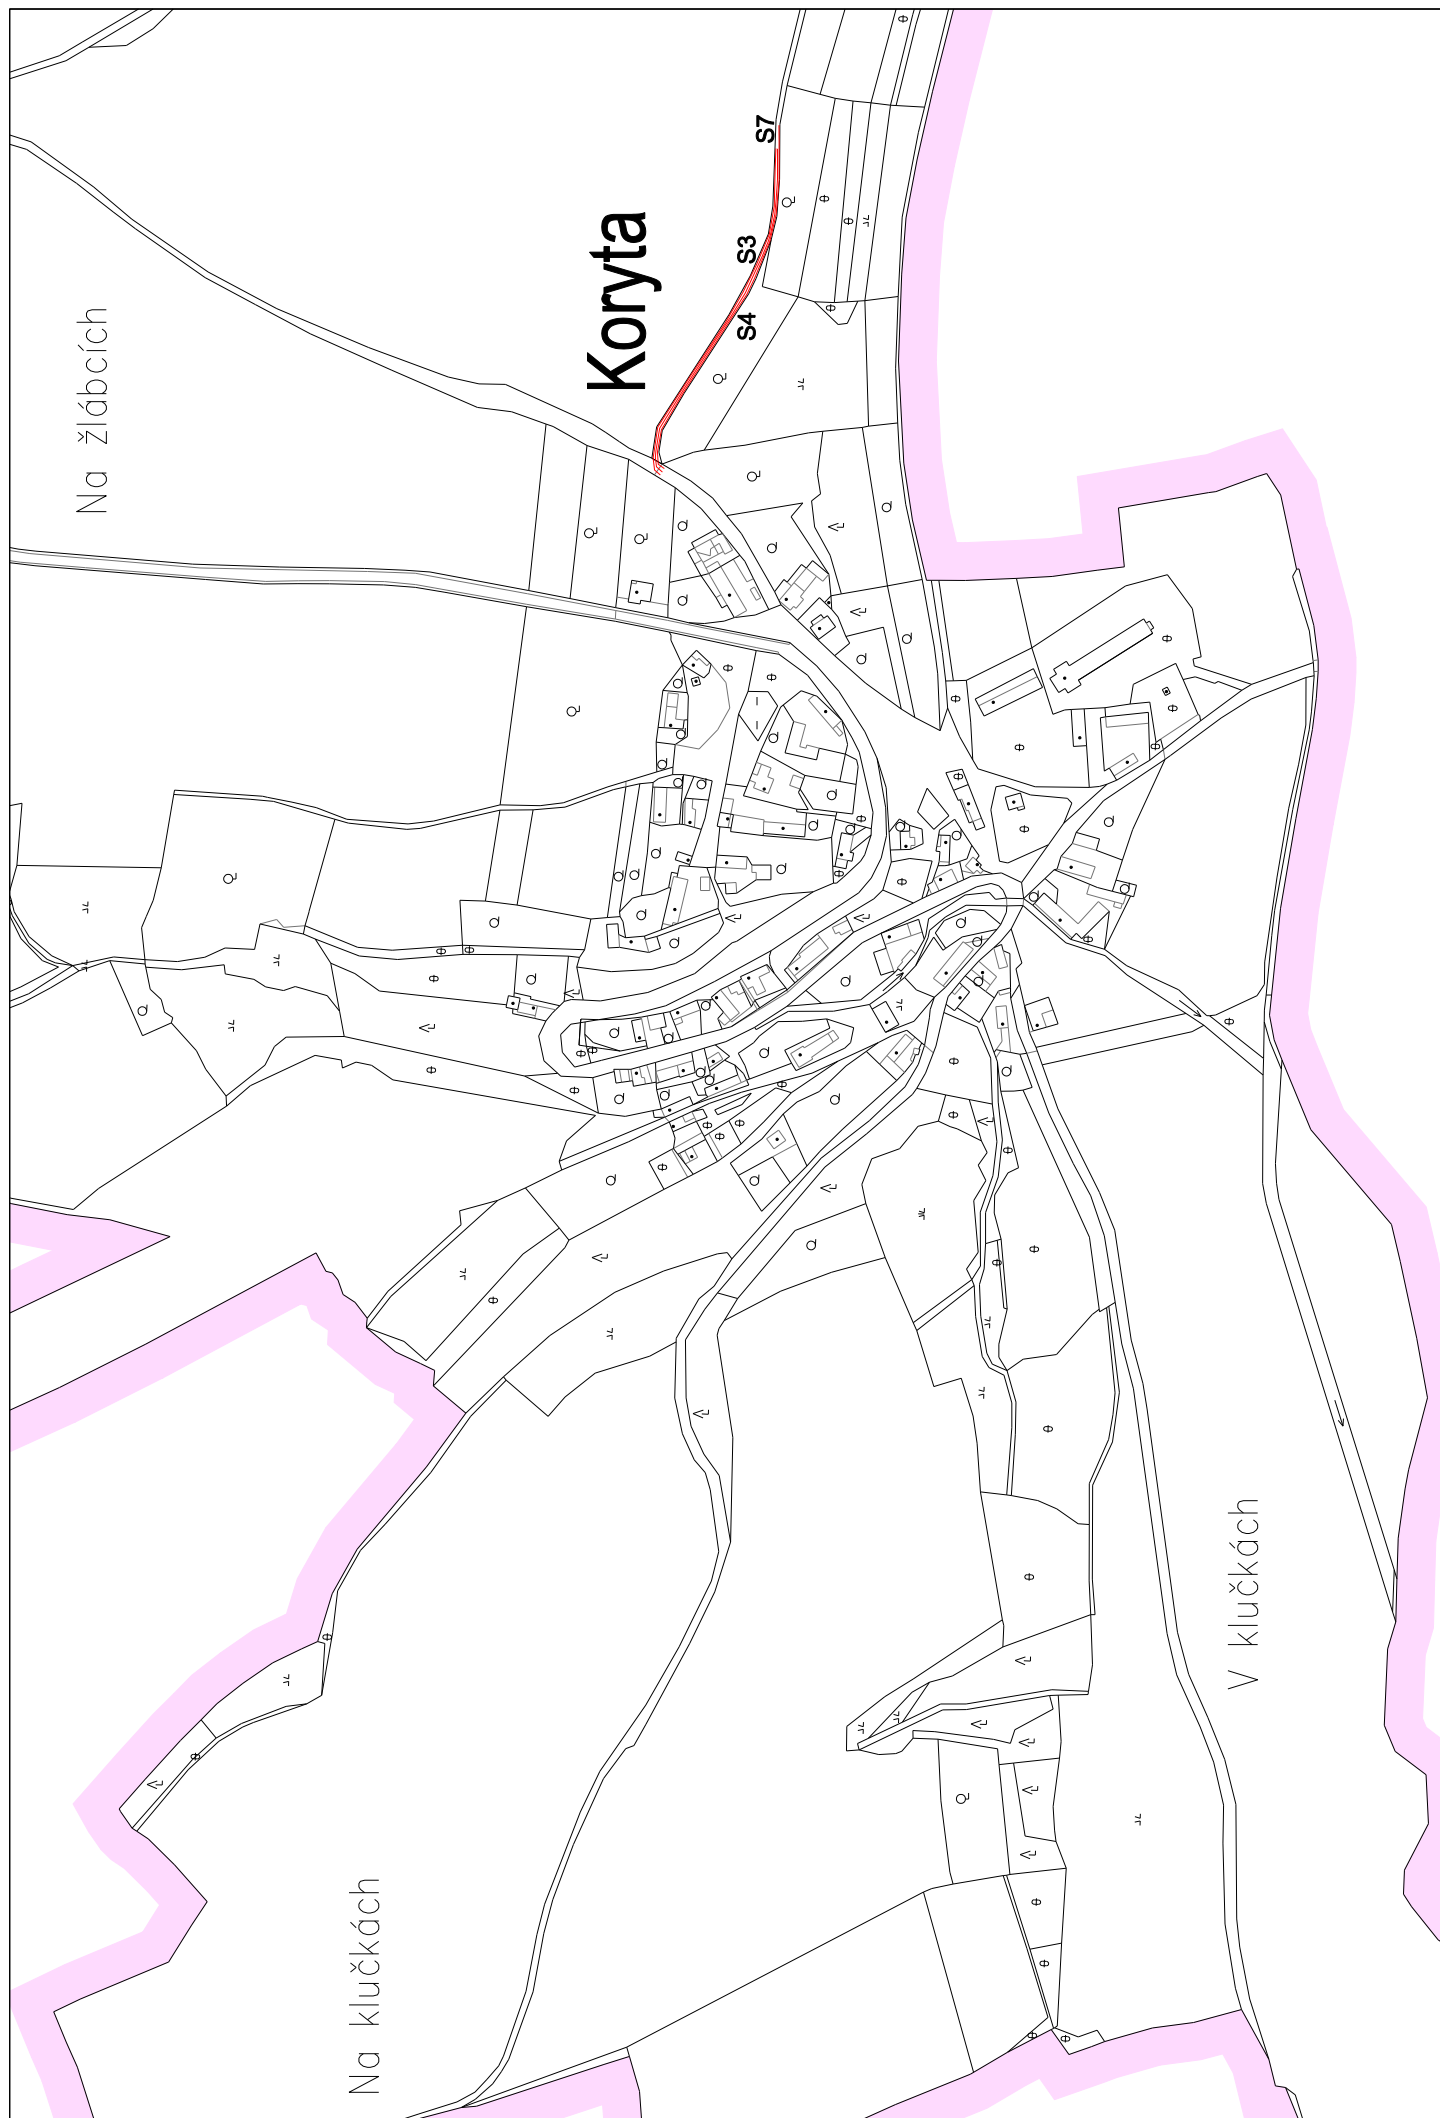 Na žlábcích
Koryta
S7
S3
S4
V klučkách
Na klučkách